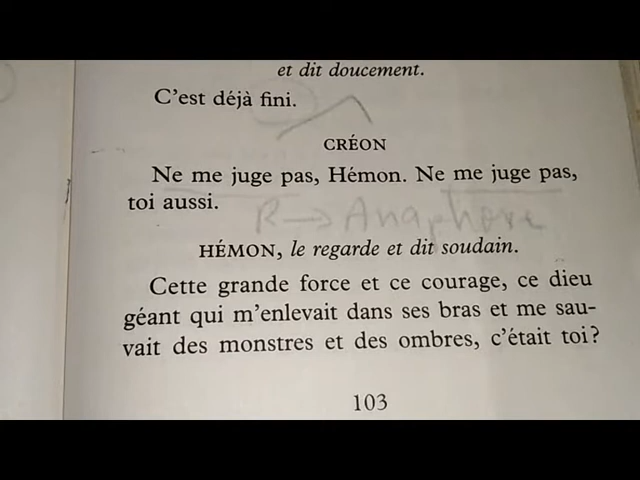 et dit doucement.
C'est déjà fini.
CRÉON
Ne me juge pas, Hémon. Ne me juge pas,
toi aussi.
R → Anaphore
HÉMON, le regarde et dit soudain.
Cette grande force et ce courage, ce dieu
géant qui m'enlevait dans ses bras et me sau-
vait des monstres et des ombres, c'était toi?
103